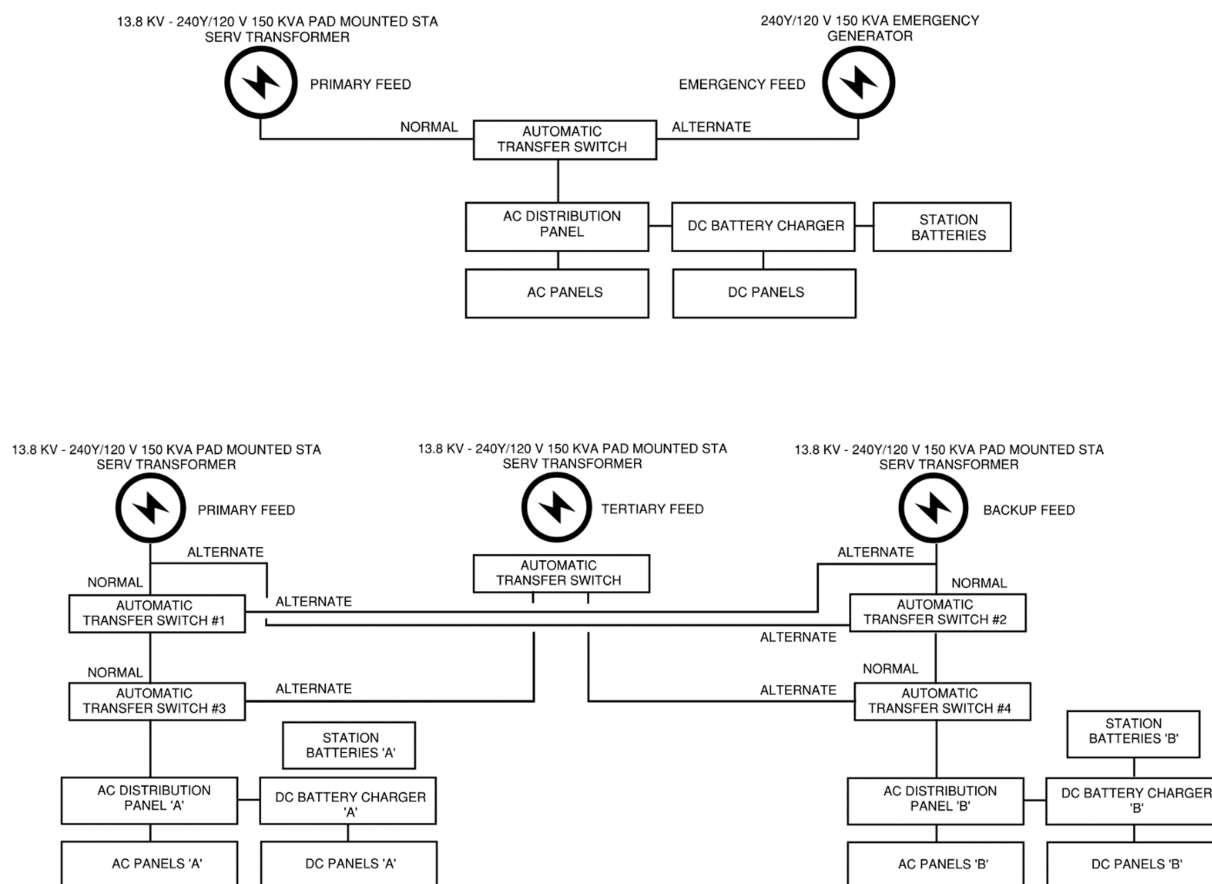 13.8 KV - 240Y/120 V 150 KVA PAD MOUNTED STA
SERV TRANSFORMER
240Y/120 V 150 KVA EMERGENCY
GENERATOR
PRIMARY FEED
EMERGENCY FEED
NORMAL
AUTOMATIC
TRANSFER SWITCH
ALTERNATE
AC DISTRIBUTION
PANEL
DC BATTERY CHARGER
STATION
BATTERIES
AC PANELS
DC PANELS
13.8 KV - 240Y/120 V 150 KVA PAD MOUNTED STA
SERV TRANSFORMER
13.8 KV - 240Y/120 V 150 KVA PAD MOUNTED STA
SERV TRANSFORMER
13.8 KV - 240Y/120 V 150 KVA PAD MOUNTED STA
SERV TRANSFORMER
PRIMARY FEED
TERTIARY FEED
BACKUP FEED
ALTERNATE
ALTERNATE
AUTOMATIC
TRANSFER SWITCH
NORMAL
NORMAL
AUTOMATIC
TRANSFER SWITCH #1
ALTERNATE
AUTOMATIC
TRANSFER SWITCH #2
ALTERNATE
NORMAL
NORMAL
AUTOMATIC
TRANSFER SWITCH #3
ALTERNATE
ALTERNATE
AUTOMATIC
TRANSFER SWITCH #4
STATION
BATTERIES 'A'
STATION
BATTERIES 'B'
AC DISTRIBUTION
PANEL 'A'
DC BATTERY CHARGER
'A'
AC DISTRIBUTION
PANEL 'B'
DC BATTERY CHARGER
'B'
AC PANELS 'A'
DC PANELS 'A'
AC PANELS 'B'
DC PANELS 'B'